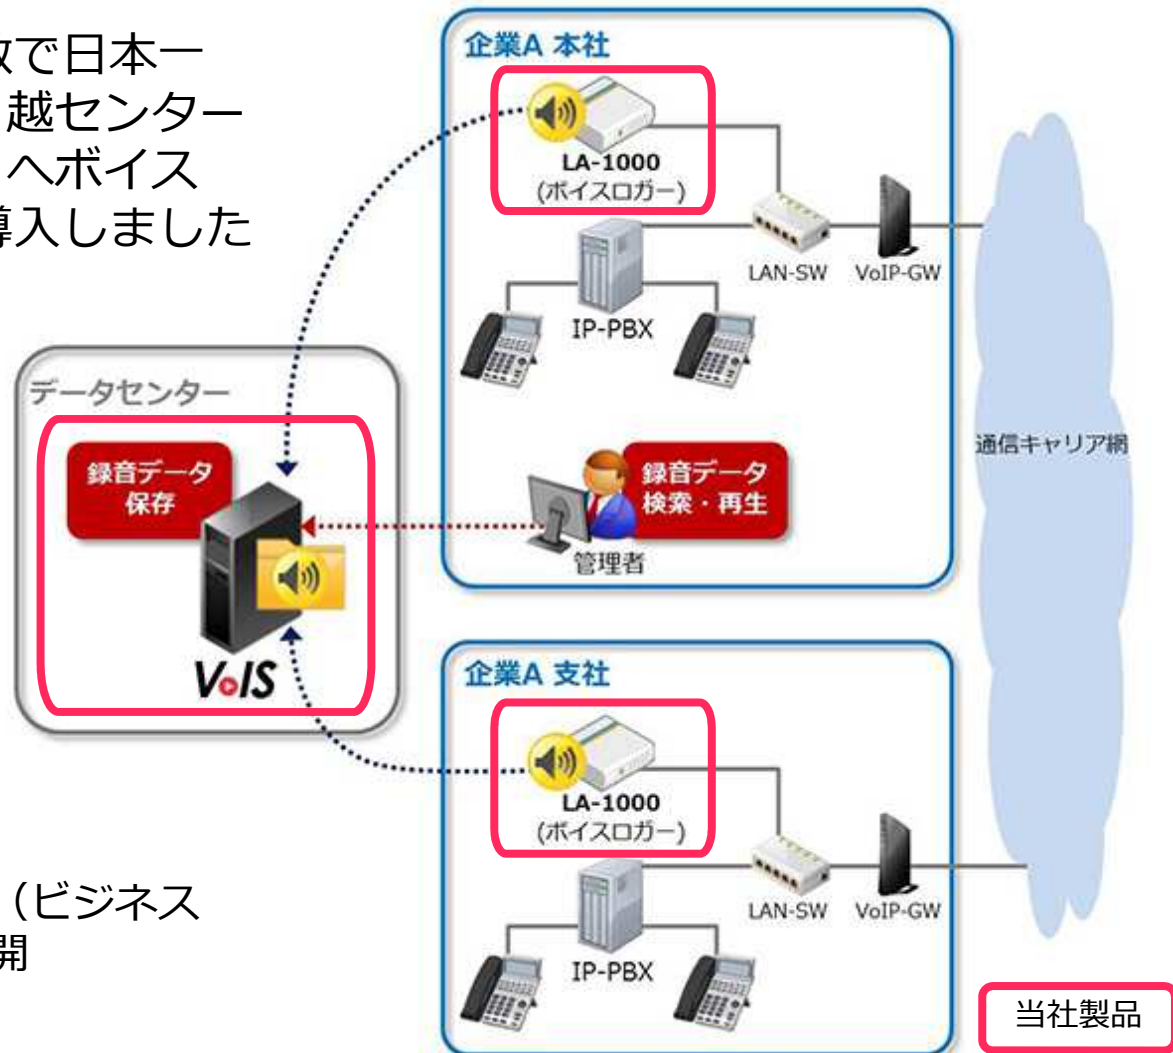 数で日本一
越センター
へボイス
導入しました
企業A 本社
LA-1000
(ボイスロガー)
LAN-SW
VoIP-GW
IP-PBX
通信キャリア網
データセンター
録音データ
保存
VoIS
録音データ
検索・再生
管理者
企業A 支社
LA-1000
(ボイスロガー)
LAN-SW
VoIP-GW
IP-PBX
（ビジネス
開
当社製品